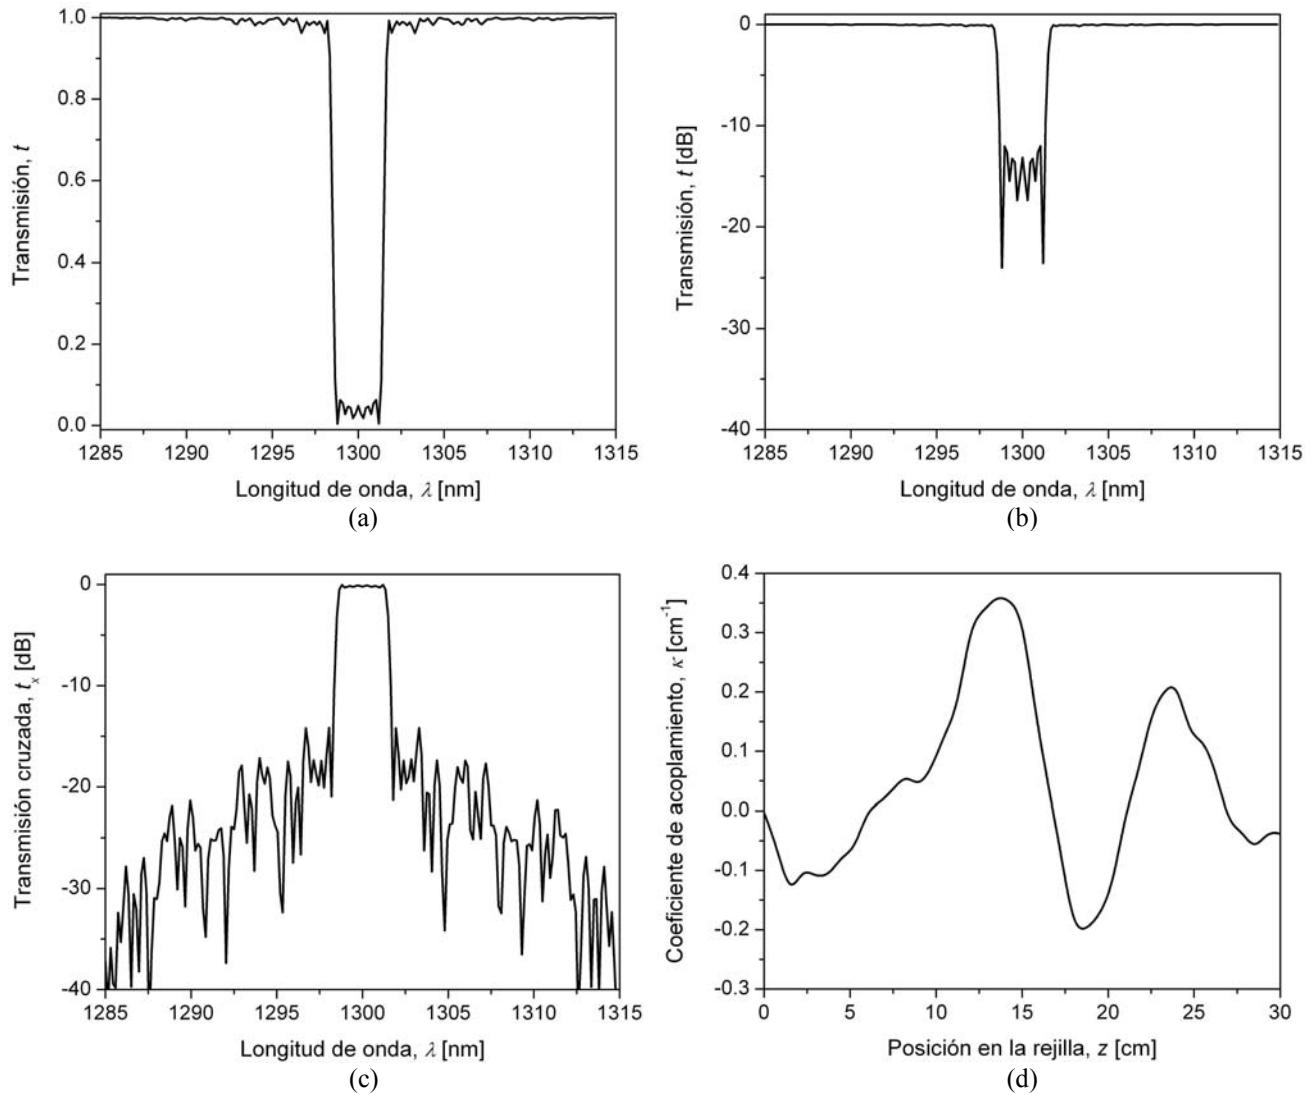 1.0
0.8
0.6
0.4
0.2
0.0
Transmisión, t
1285 1290 1295 1300 1305 1310 1315
Longitud de onda, λ [nm]
(a)
0
-10
-20
-30
-40
Transmisión, t [dB]
1285 1290 1295 1300 1305 1310 1315
Longitud de onda, λ [nm]
(b)
0
-10
-20
-30
-40
Transmisión cruzada, tx [dB]
1285 1290 1295 1300 1305 1310 1315
Longitud de onda, λ [nm]
(c)
0.4
0.3
0.2
0.1
0.0
-0.1
-0.2
-0.3
Coeficiente de acoplamiento, κ [cm-1]
0 5 10 15 20 25 30
Posición en la rejilla, z [cm]
(d)